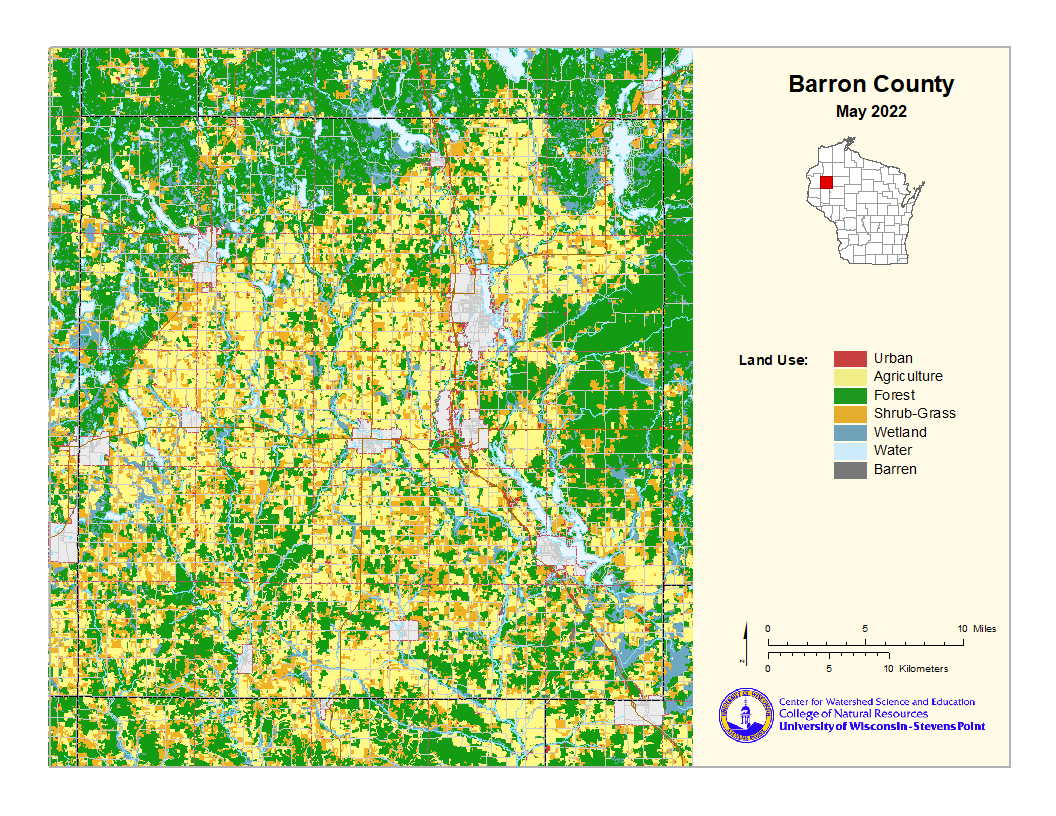 Barron County
May 2022
Land Use:
Urban
Agriculture
Forest
Shrub-Grass
Wetland
Water
Barren
0 5 10 Miles
0 5 10 Kilometers
N
Center for Watershed Science and Education
College of Natural Resources
University of Wisconsin - Stevens Point